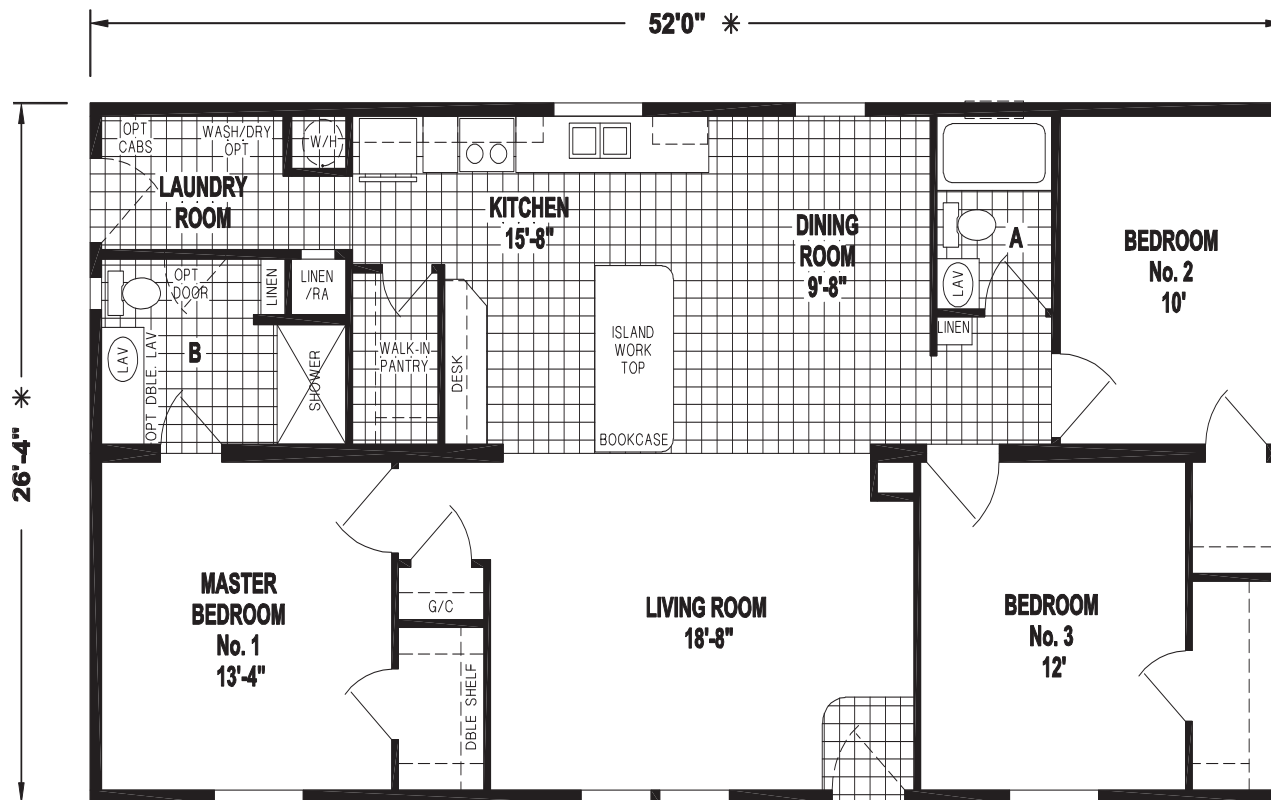 52'0" *
OPT
CABS
WASH/DRY
OPT
W/H
LAUNDRY
ROOM
KITCHEN
15'-8"
DINING
ROOM
9'-8"
A
LAV
LINEN
BEDROOM
No. 2
10'
OPT
DOOR
LINEN
LINEN
/RA
B
LAV
OPT DBLE. LAV
SHOWER
WALK-IN
PANTRY
DESK
ISLAND
WORK
TOP
BOOKCASE
26'-4" *
MASTER
BEDROOM
No. 1
13'-4"
G/C
DBLE SHELF
LIVING ROOM
18'-8"
BEDROOM
No. 3
12'